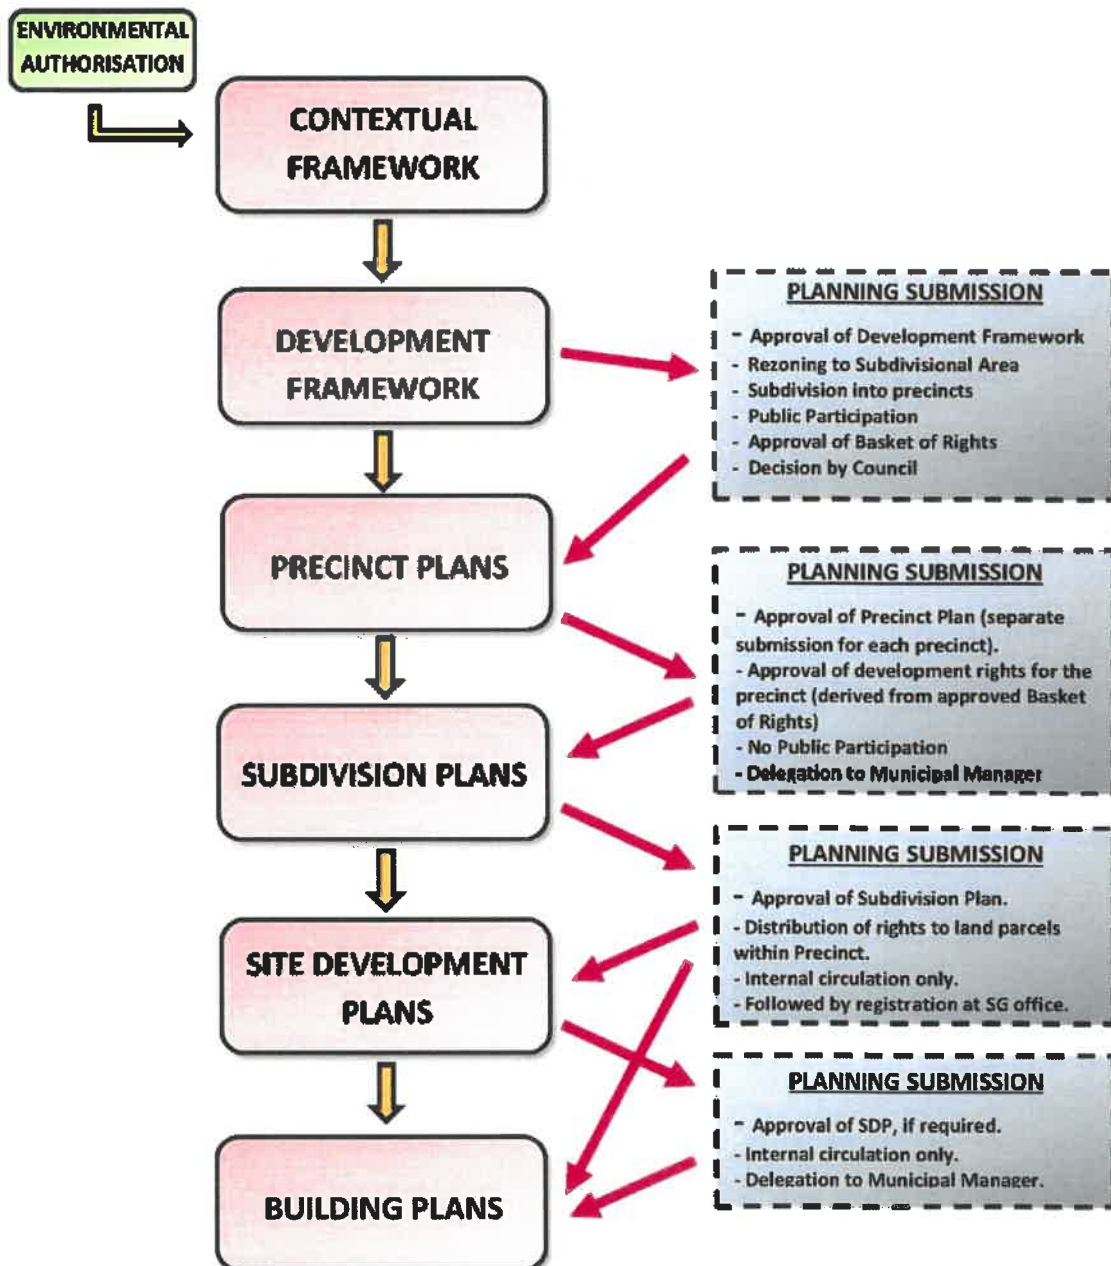 ENVIRONMENTAL
AUTHORISATION
CONTEXTUAL
FRAMEWORK
DEVELOPMENT
FRAMEWORK
PLANNING SUBMISSION
- Approval of Development Framework
- Rezoning to Subdivisional Area
- Subdivision into precincts
- Public Participation
- Approval of Basket of Rights
- Decision by Council
PRECINCT PLANS
PLANNING SUBMISSION
- Approval of Precinct Plan (separate
submission for each precinct).
- Approval of development rights for the
precinct (derived from approved Basket
of Rights)
- No Public Participation
- Delegation to Municipal Manager
SUBDIVISION PLANS
PLANNING SUBMISSION
- Approval of Subdivision Plan.
- Distribution of rights to land parcels
within Precinct.
- Internal circulation only.
- Followed by registration at SG office.
SITE DEVELOPMENT
PLANS
PLANNING SUBMISSION
- Approval of SDP, if required.
- Internal circulation only.
- Delegation to Municipal Manager.
BUILDING PLANS